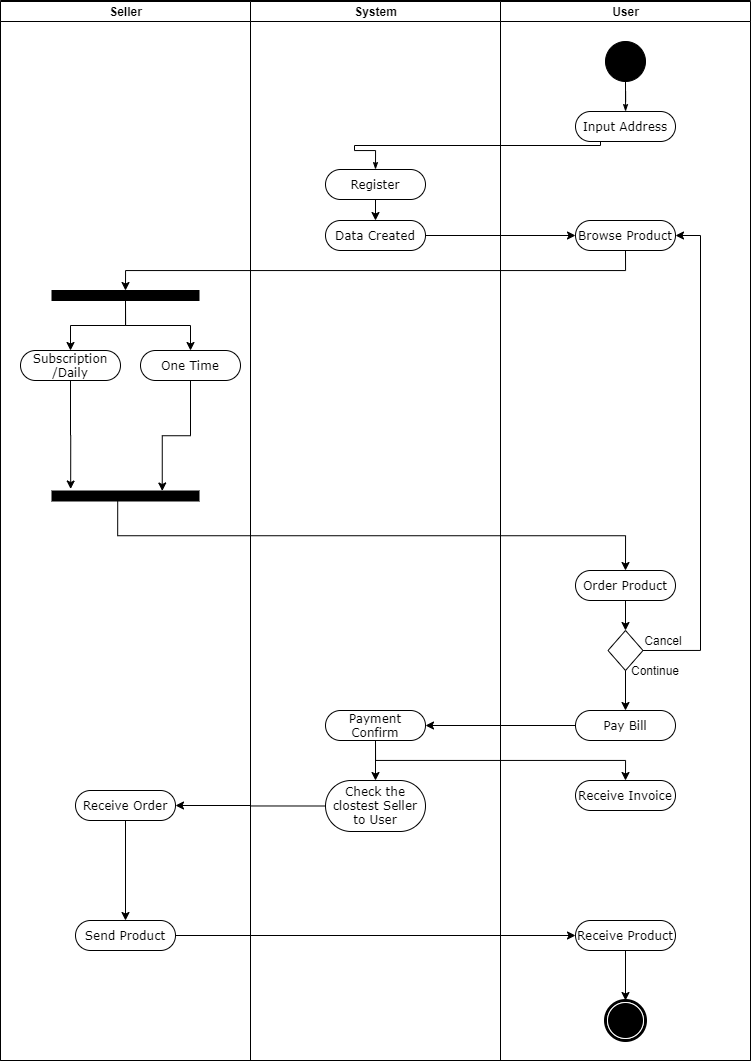 Seller
System
User
Input Address
Register
Data Created
Browse Product
Subscription
/Daily
One Time
Order Product
Cancel
Continue
Payment
Confirm
Pay Bill
Receive Order
Check the
clostest Seller
to User
Receive Invoice
Send Product
Receive Product